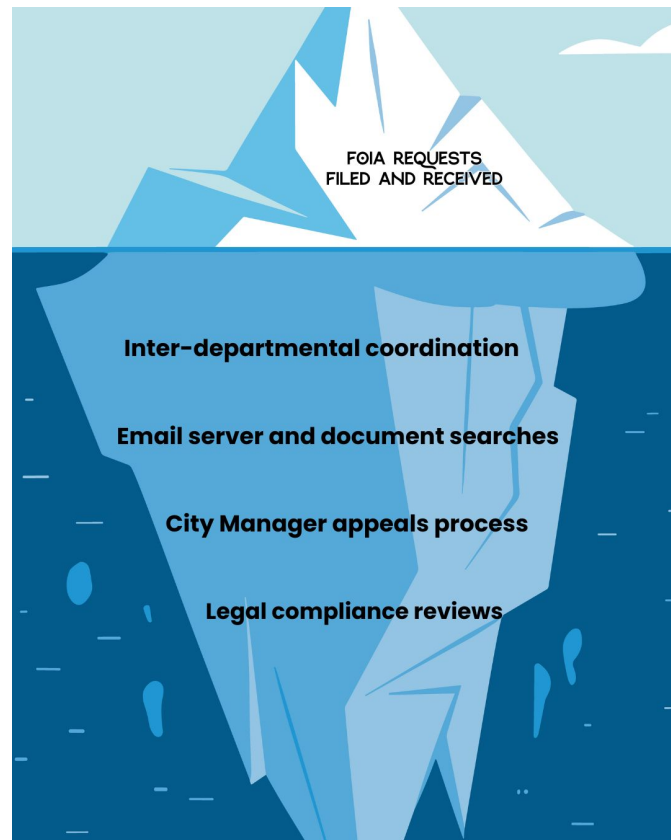 FOIA REQUESTS
FILED AND RECEIVED
Inter-departmental coordination
Email server and document searches
City Manager appeals process
Legal compliance reviews